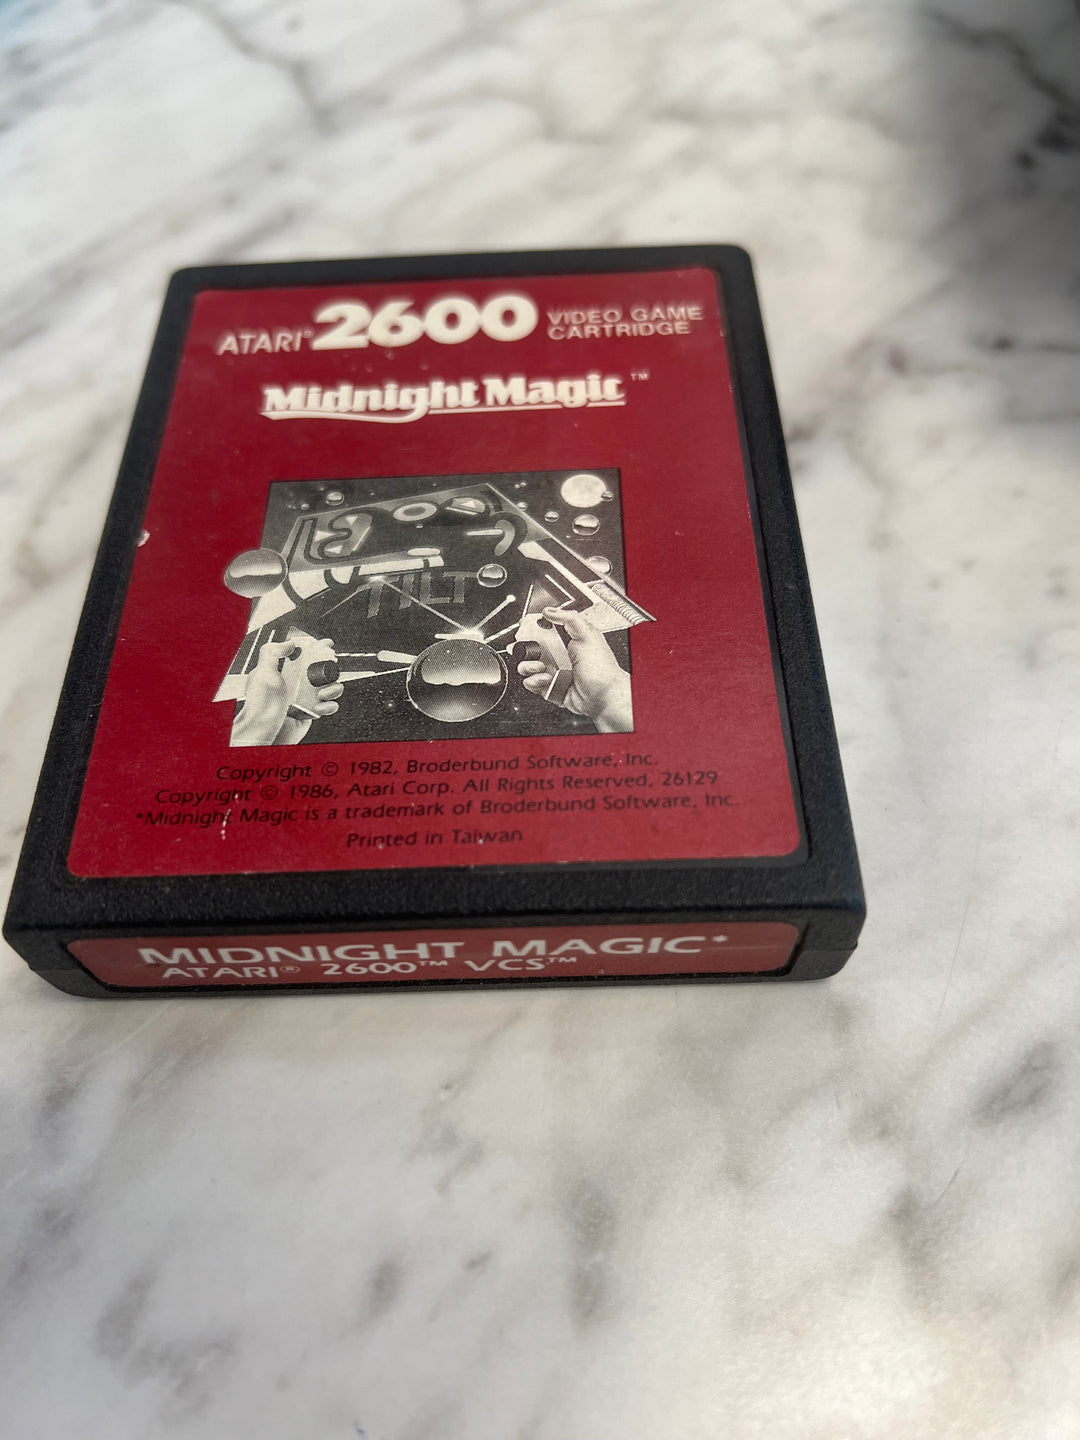 ATARI® 2600 VIDEO GAME
CARTRIDGE
Midnight Magic™
TILT
Copyright © 1982, Broderbund Software, Inc.
Copyright © 1986, Atari Corp. All Rights Reserved. 26129
*Midnight Magic is a trademark of Broderbund Software, Inc.
Printed in Taiwan
MIDNIGHT MAGIC*
ATARI® 2600™ VCS™